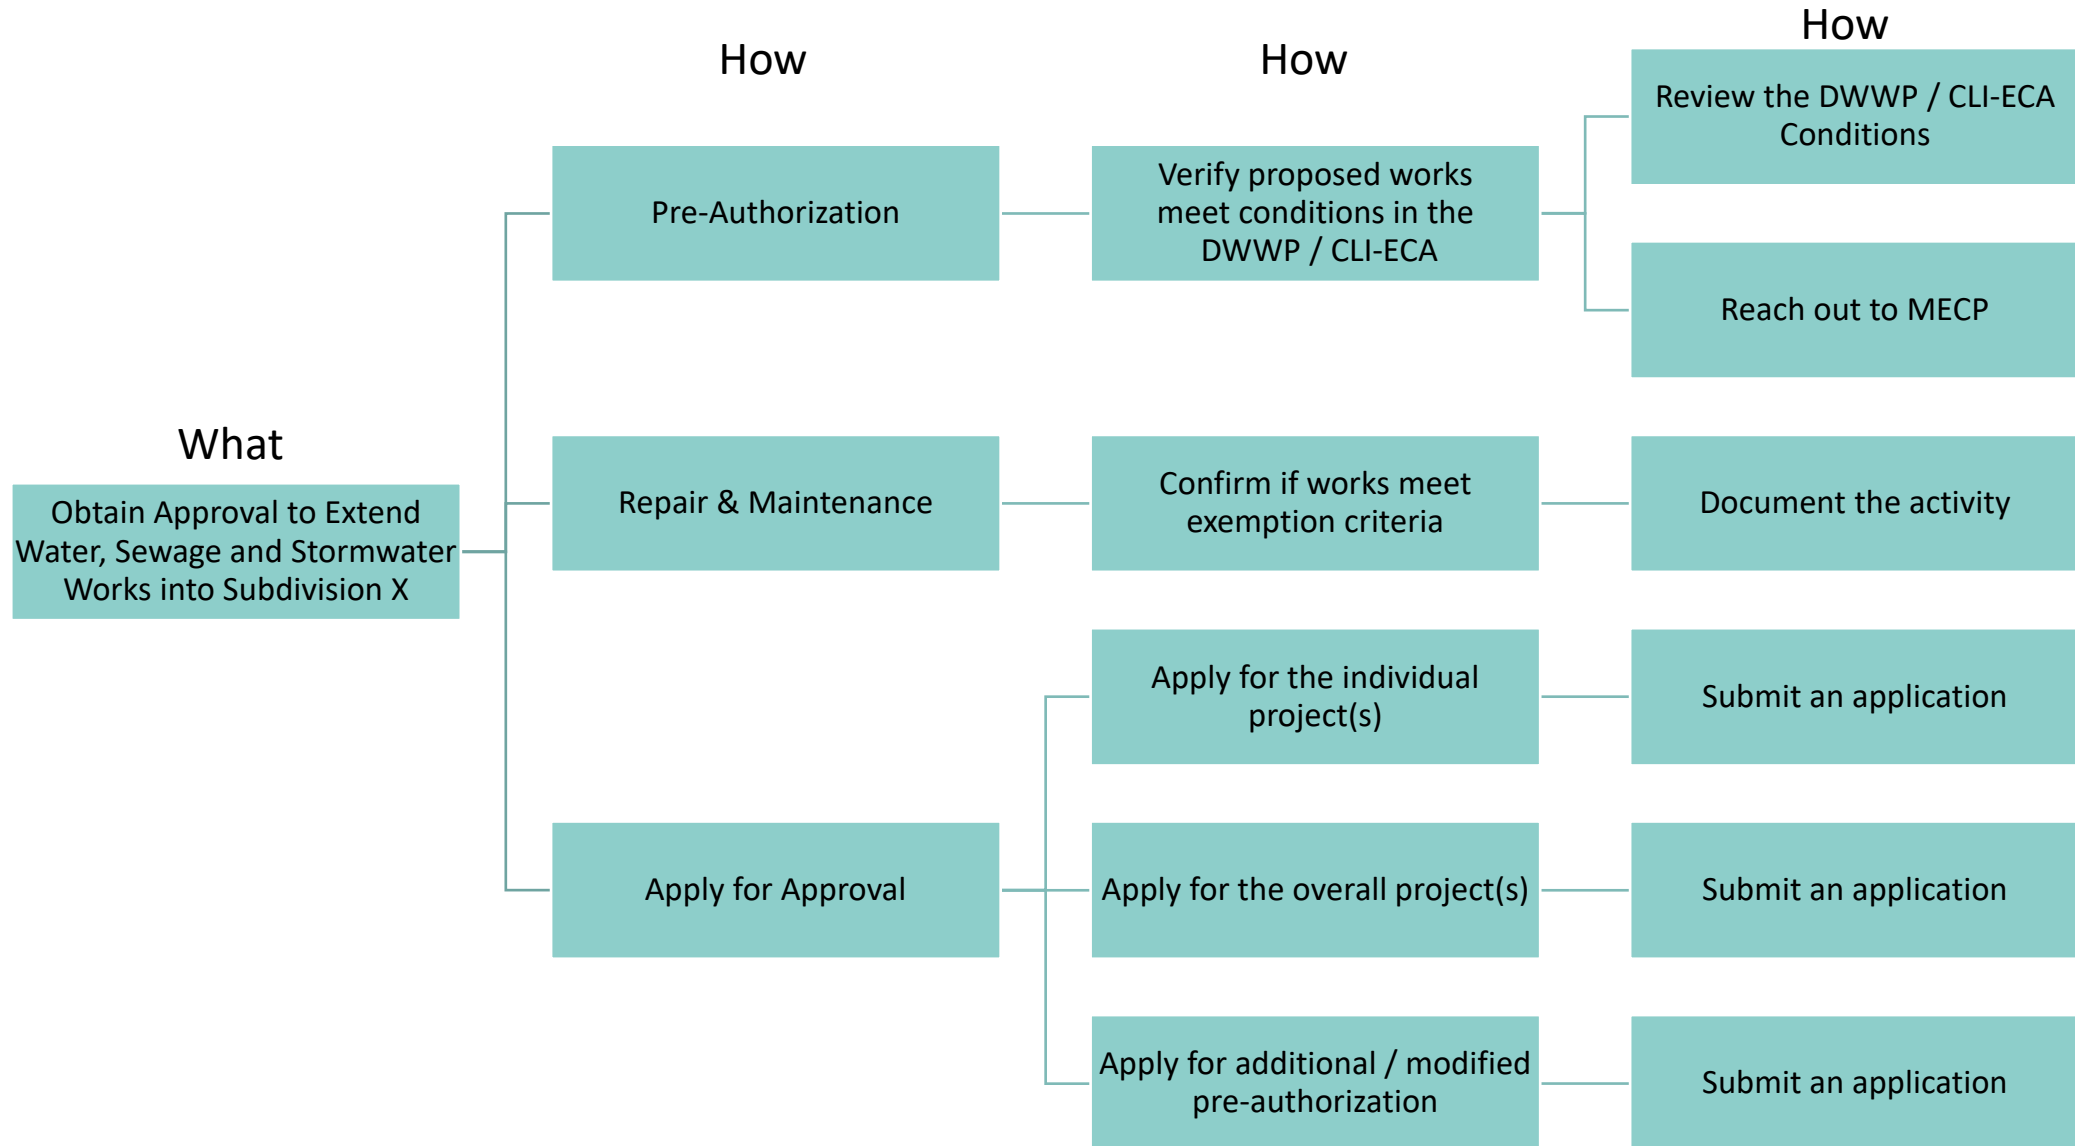 How
How
How
Review the DWWP / CLI-ECA
Conditions
Pre-Authorization
Verify proposed works
meet conditions in the
DWWP / CLI-ECA
Reach out to MECP
What
Obtain Approval to Extend
Water, Sewage and Stormwater
Works into Subdivision X
Repair & Maintenance
Confirm if works meet
exemption criteria
Document the activity
Apply for the individual
project(s)
Submit an application
Apply for Approval
Apply for the overall project(s)
Submit an application
Apply for additional / modified
pre-authorization
Submit an application